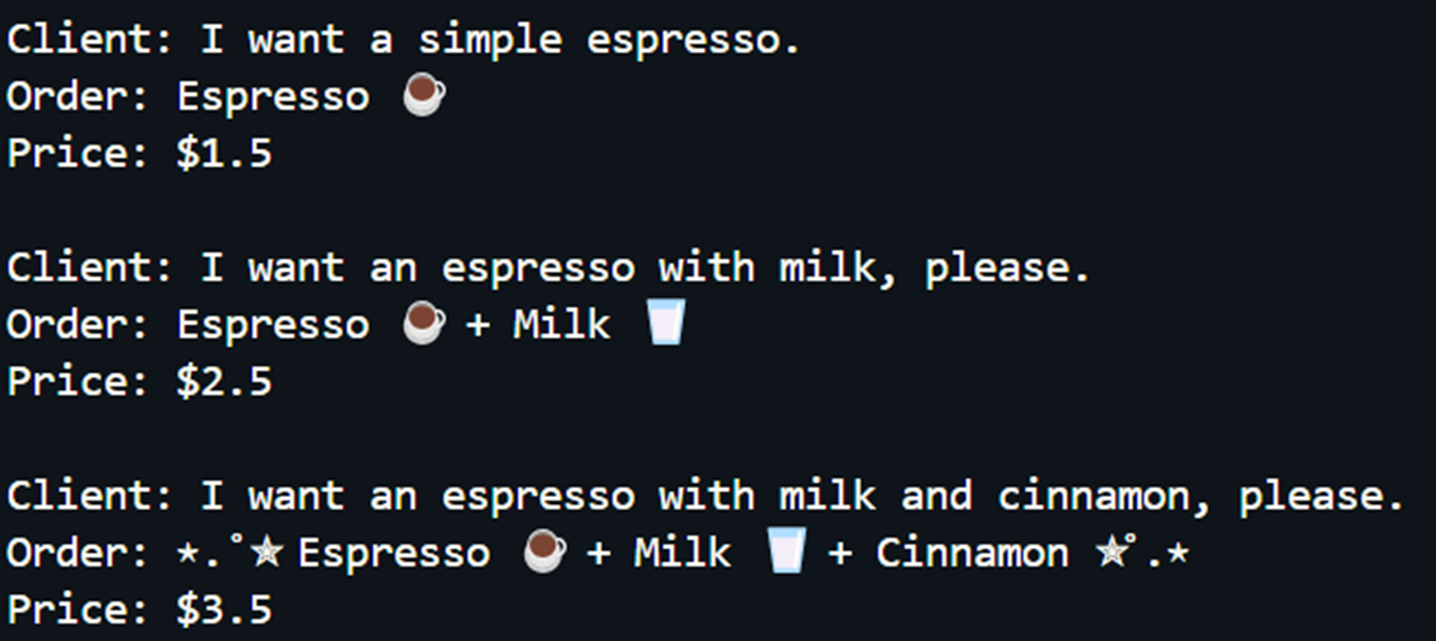 Client: I want a simple espresso.
Order: Espresso ☕
Price: $1.5
Client: I want an espresso with milk, please.
Order: Espresso ☕ + Milk 🥛
Price: $2.5
Client: I want an espresso with milk and cinnamon, please.
Order: ⋆.˚✮ Espresso ☕ + Milk 🥛 + Cinnamon ✮˚.⋆
Price: $3.5